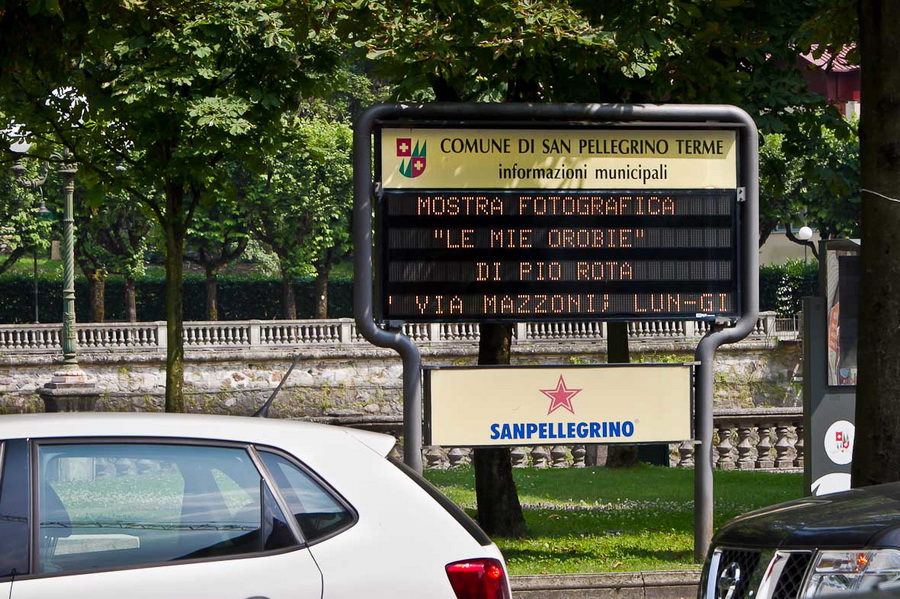 COMUNE DI SAN PELLEGRINO TERME
informazioni municipali
MOSTRA FOTOGRAFICA
"LE MIE OROBIE"
DI PIO ROTA
VIA MAZZONI; LUN-GI
SANPELLEGRINO